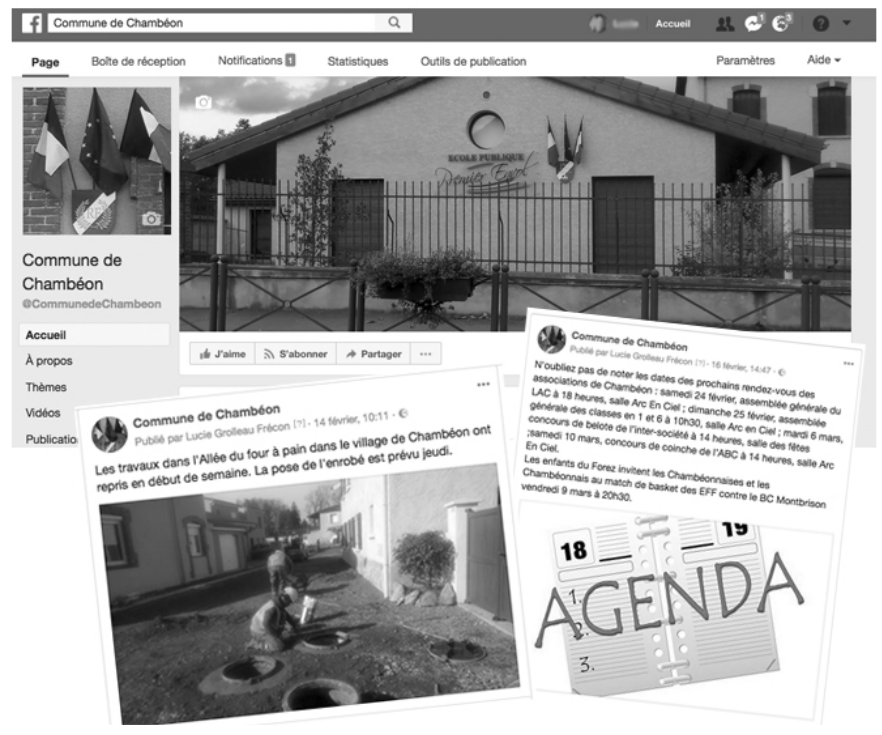 Commune de Chambéon
Accueil
1
3
Page
Boîte de réception
Notifications 1
Statistiques
Outils de publication
Paramètres
Aide
ECOLE PUBLIQUE
Premier Envol
Commune de
Chambéon
@CommunedeChambeon
Accueil
À propos
Thèmes
Vidéos
Publicatio
J'aime
S'abonner
Partager
Commune de Chambéon
Publié par Lucie Grolleau Frécon [?] · 14 février, 10:11 ·
Les travaux dans l'Allée du four à pain dans le village de Chambéon ont
repris en début de semaine. La pose de l'enrobé est prévu jeudi.
Commune de Chambéon
Publié par Lucie Grolleau Frécon [?] · 16 février, 14:47 ·
N'oubliez pas de noter les dates des prochains rendez-vous des
associations de Chambéon : samedi 24 février, assemblée générale du
LAC à 18 heures, salle Arc En Ciel ; dimanche 25 février, assemblée
générale des classes en 1 et 6 à 10h30, salle Arc en Ciel ; mardi 6 mars,
concours de belote de l'inter-société à 14 heures, salle des fêtes
;samedi 10 mars, concours de coinche de l'ABC à 14 heures, salle Arc
En Ciel.
Les enfants du Forez invitent les Chambéonnaises et les
Chambéonnais au match de basket des EFF contre le BC Montbrison
vendredi 9 mars à 20h30.
18
19
AGENDA
1.
2.
3.